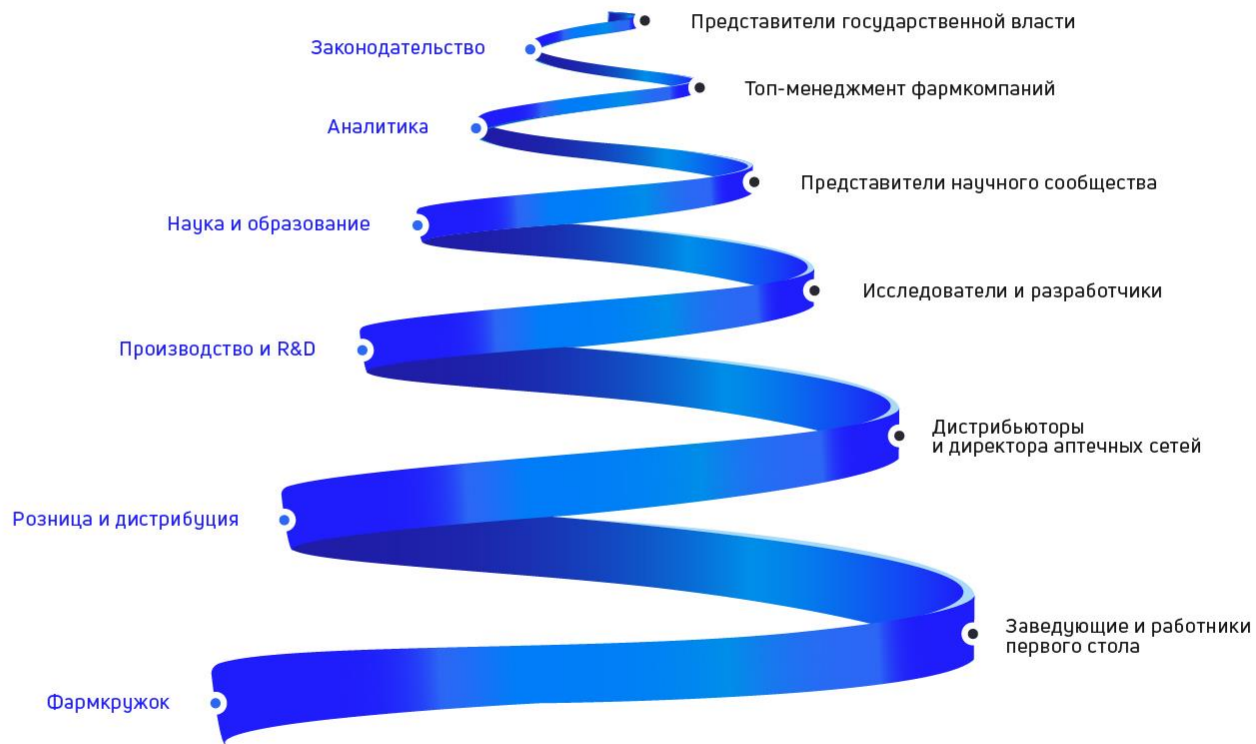 Представители государственной власти
Законодательство
Топ-менеджмент фармкомпаний
Аналитика
Представители научного сообщества
Наука и образование
Исследователи и разработчики
Производство и R&D
Дистрибьюторы
и директора аптечных сетей
Розница и дистрибуция
Заведующие и работники
первого стола
Фармкружок